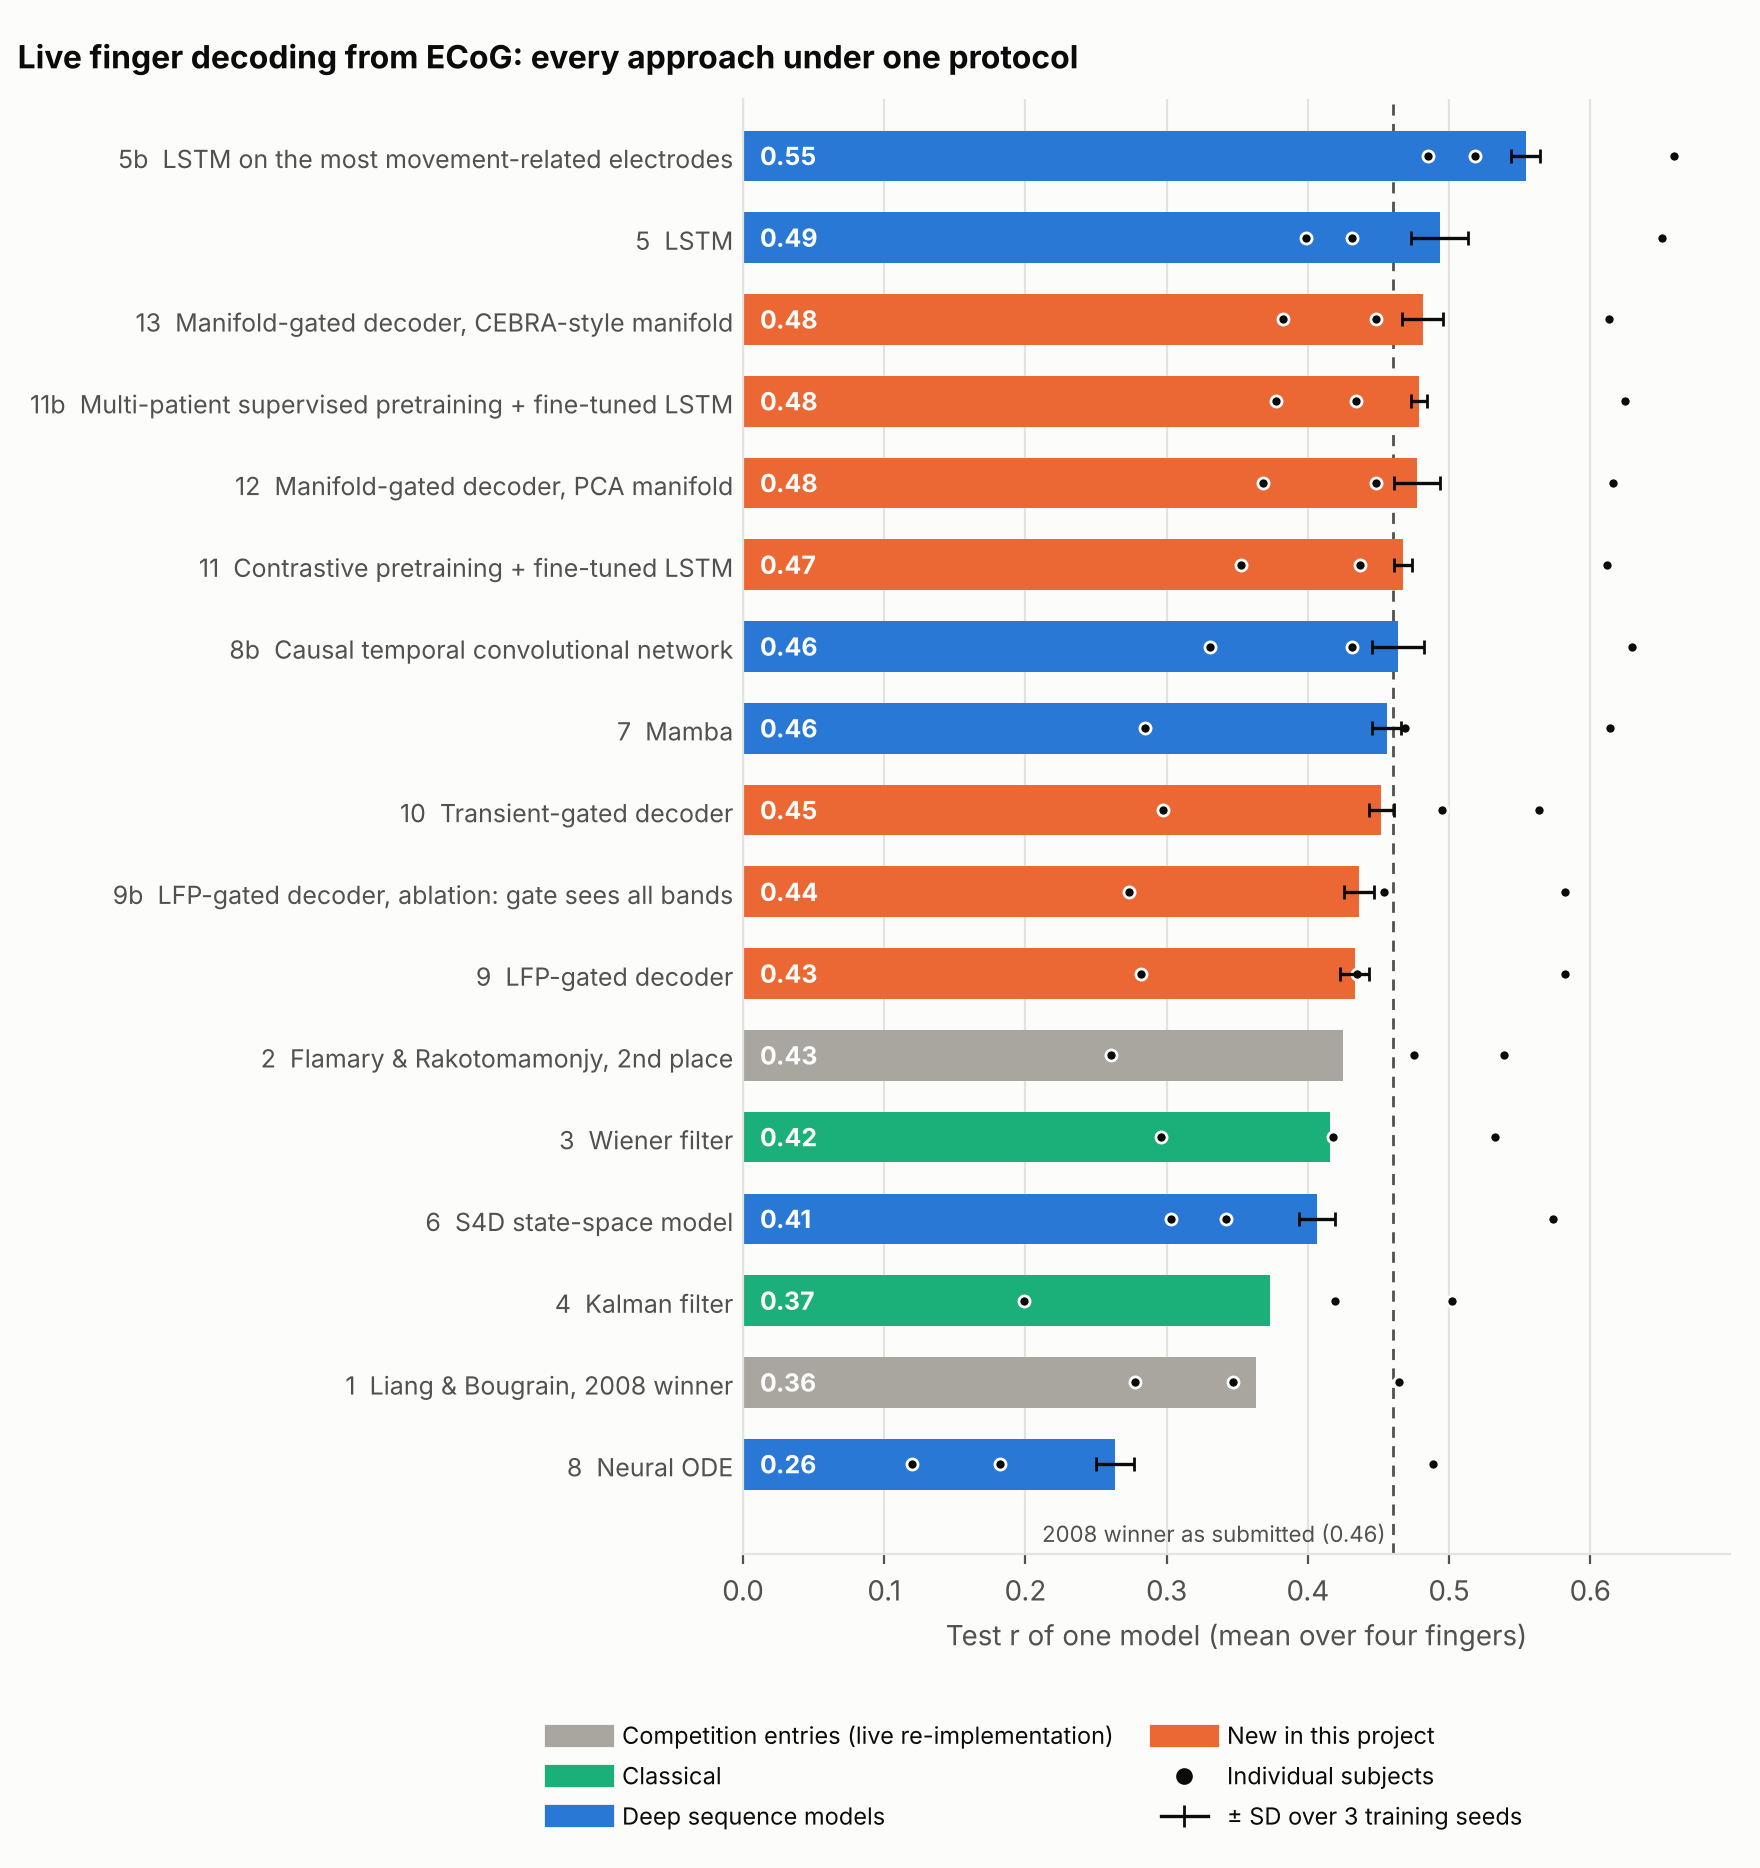 Live finger decoding from ECoG: every approach under one protocol
5b LSTM on the most movement-related electrodes 0.55
5 LSTM 0.49
13 Manifold-gated decoder, CEBRA-style manifold 0.48
11b Multi-patient supervised pretraining + fine-tuned LSTM 0.48
12 Manifold-gated decoder, PCA manifold 0.48
11 Contrastive pretraining + fine-tuned LSTM 0.47
8b Causal temporal convolutional network 0.46
7 Mamba 0.46
10 Transient-gated decoder 0.45
9b LFP-gated decoder, ablation: gate sees all bands 0.44
9 LFP-gated decoder 0.43
2 Flamary & Rakotomamonjy, 2nd place 0.43
3 Wiener filter 0.42
6 S4D state-space model 0.41
4 Kalman filter 0.37
1 Liang & Bougrain, 2008 winner 0.36
8 Neural ODE 0.26
2008 winner as submitted (0.46)
0.0 0.1 0.2 0.3 0.4 0.5 0.6
Test r of one model (mean over four fingers)
Competition entries (live re-implementation)
Classical
Deep sequence models
New in this project
Individual subjects
± SD over 3 training seeds